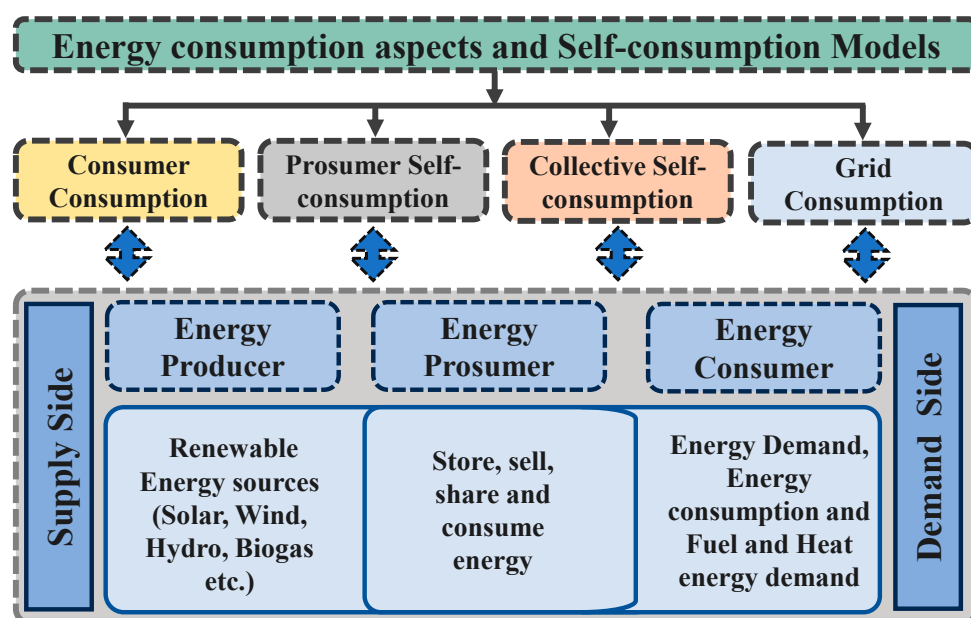 Energy consumption aspects and Self-consumption Models
Consumer
Consumption
Prosumer Self-
consumption
Collective Self-
consumption
Grid
Consumption
Supply Side
Energy
Producer
Energy
Prosumer
Energy
Consumer
Renewable
Energy sources
(Solar, Wind,
Hydro, Biogas
etc.)
Store, sell,
share and
consume
energy
Energy Demand,
Energy
consumption and
Fuel and Heat
energy demand
Demand Side